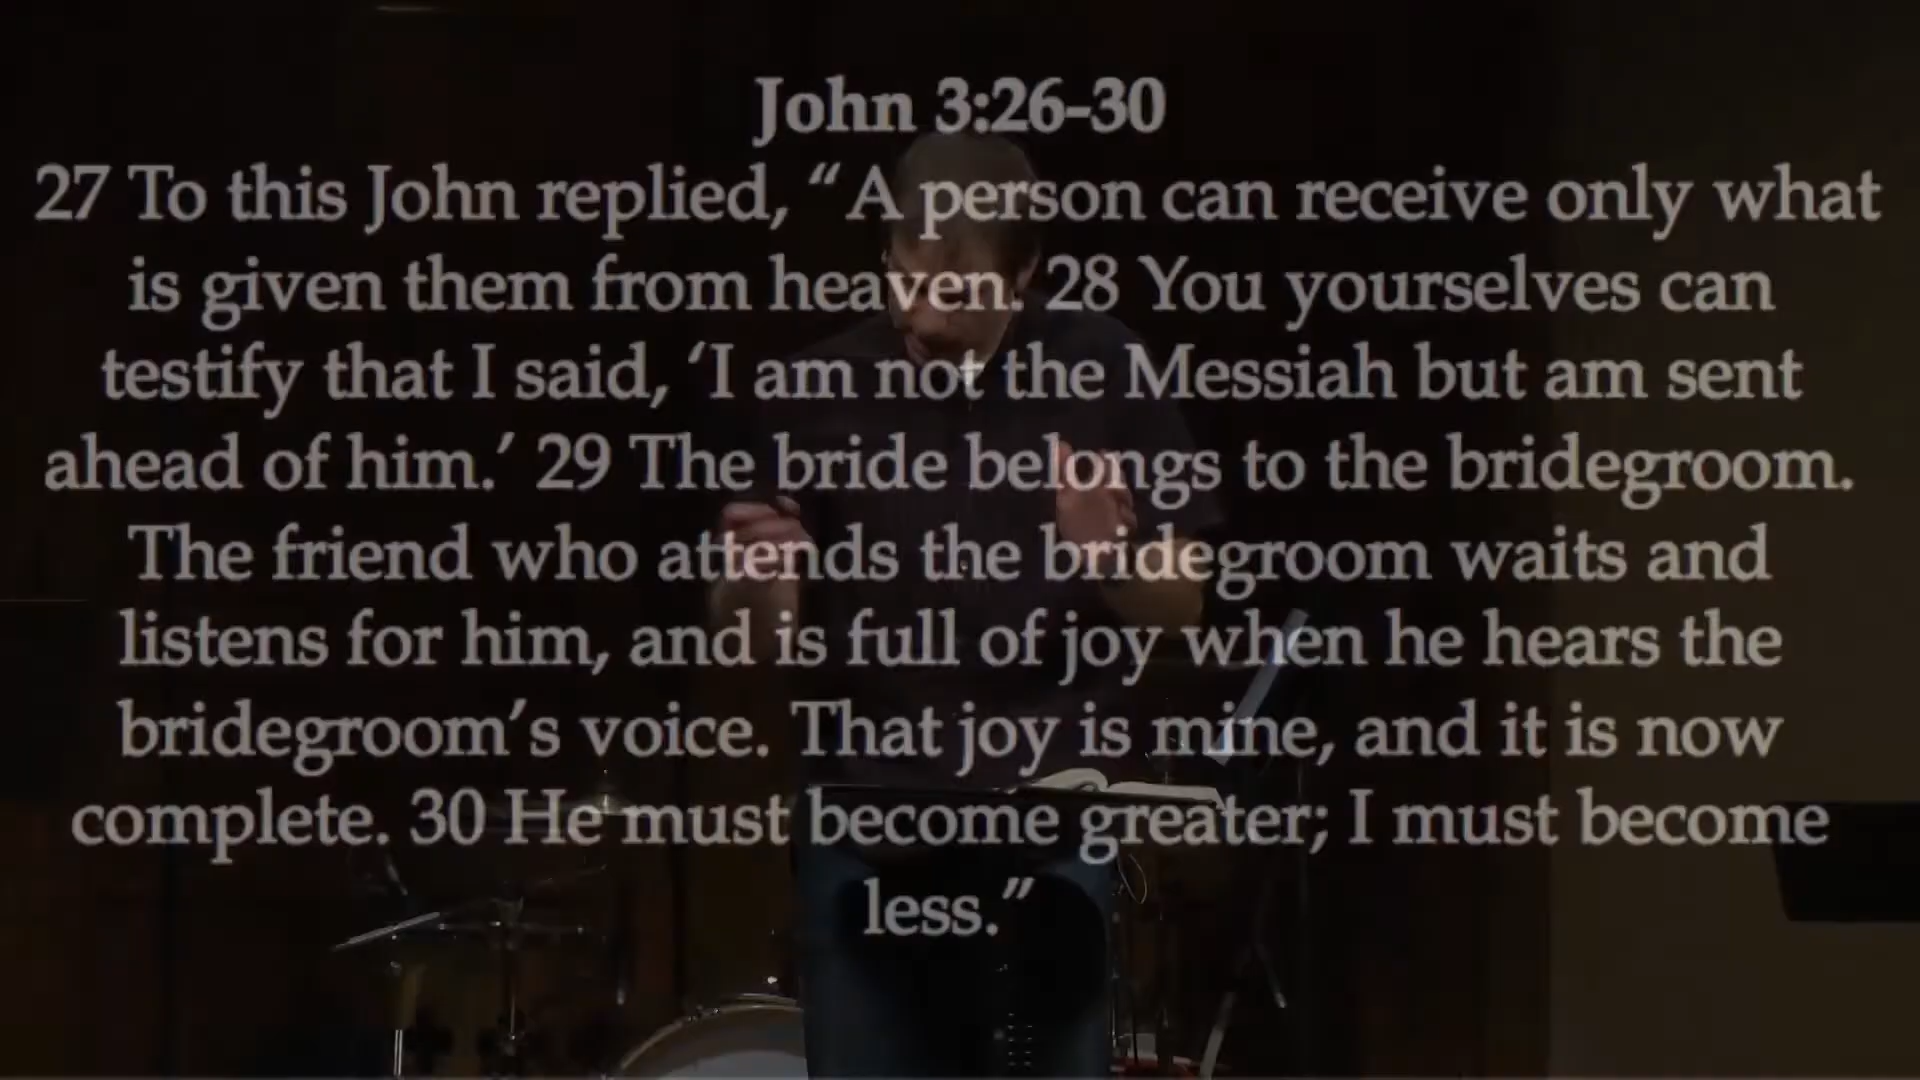 John 3:26-30
27 To this John replied, “A person can receive only what
is given them from heaven. 28 You yourselves can
testify that I said, ‘I am not the Messiah but am sent
ahead of him.’ 29 The bride belongs to the bridegroom.
The friend who attends the bridegroom waits and
listens for him, and is full of joy when he hears the
bridegroom’s voice. That joy is mine, and it is now
complete. 30 He must become greater; I must become
less.”